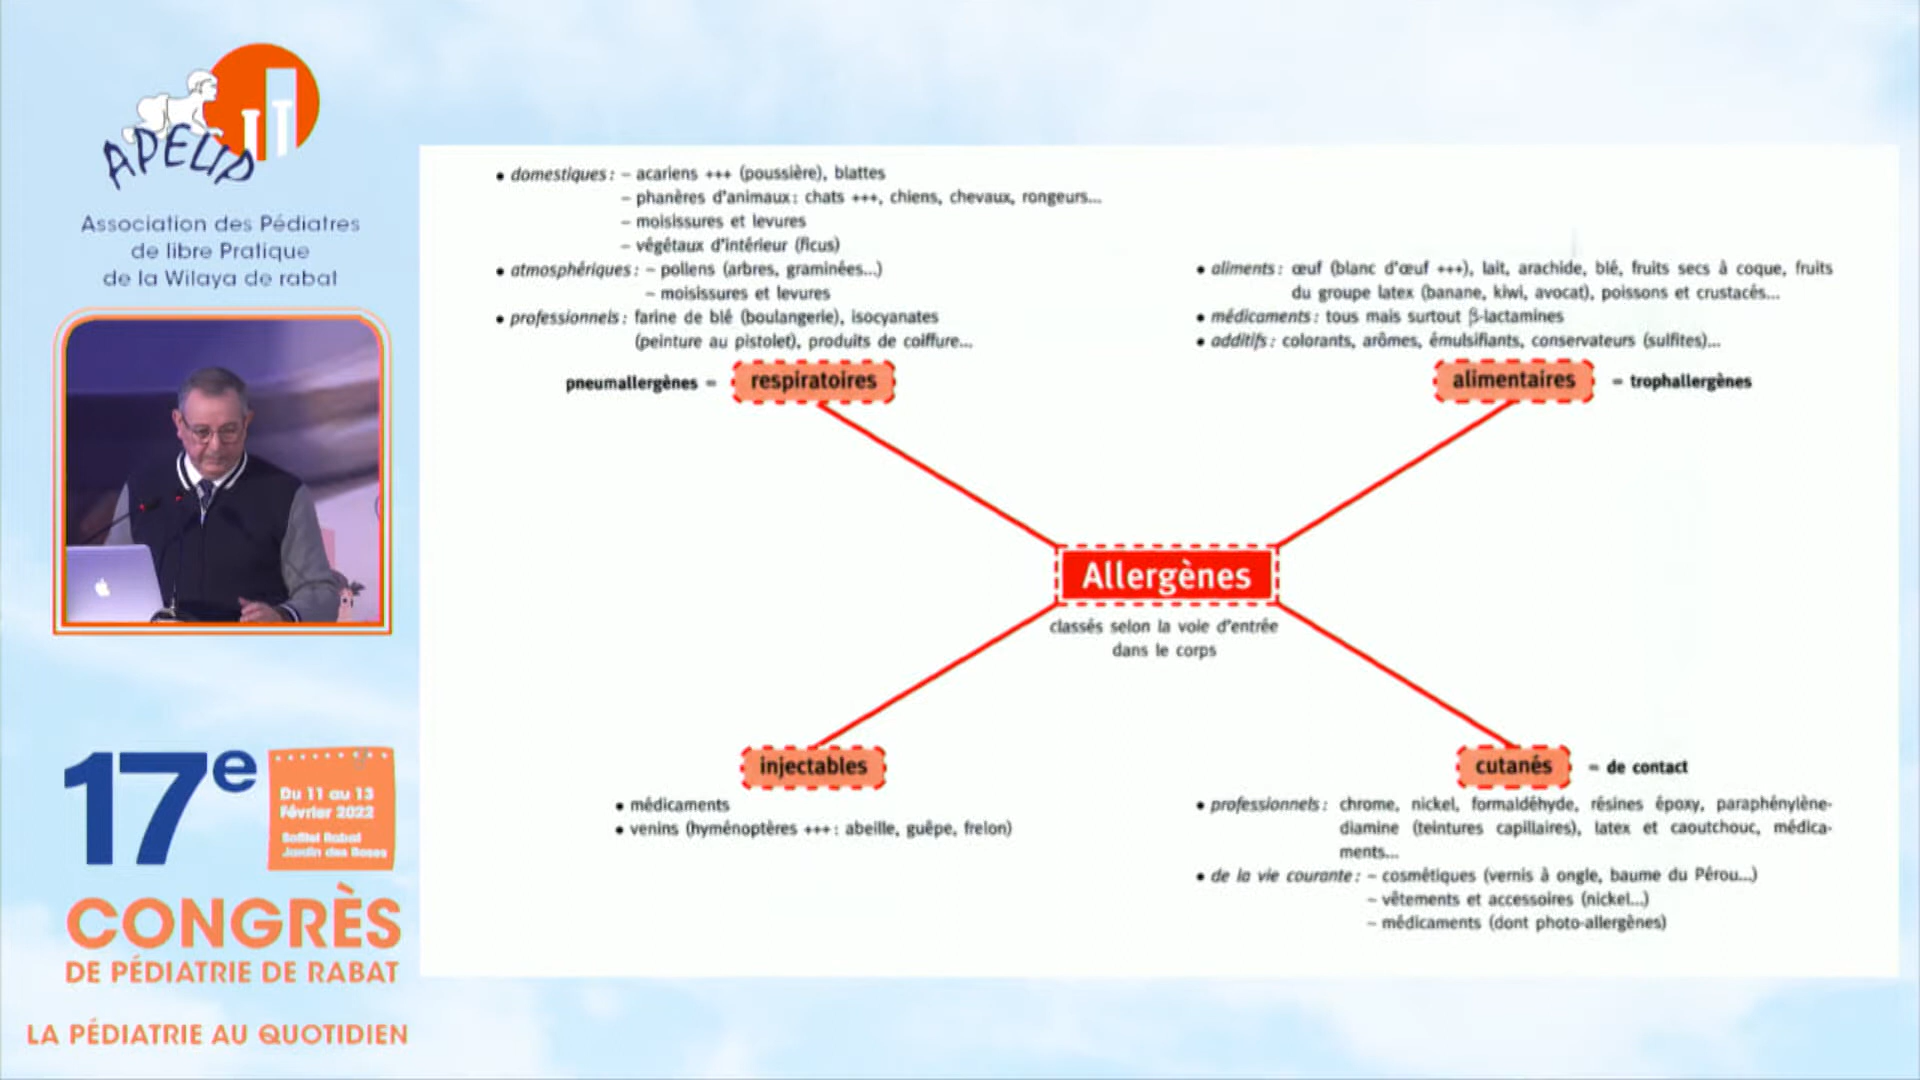 APELIP
Association des Pédiatres
de libre Pratique
de la Wilaya de rabat
17e
Du 11 au 13
Février 2022
Sofitel Rabat
Jardin des Roses
CONGRÈS
DE PÉDIATRIE DE RABAT
LA PÉDIATRIE AU QUOTIDIEN
• domestiques : – acariens +++ (poussière), blattes
– phanères d'animaux : chats +++, chiens, chevaux, rongeurs...
– moisissures et levures
– végétaux d'intérieur (ficus)
• atmosphériques : – pollens (arbres, graminées...)
– moisissures et levures
• professionnels : farine de blé (boulangerie), isocyanates
(peinture au pistolet), produits de coiffure...
pneumallergènes = respiratoires
• aliments : œuf (blanc d'œuf +++), lait, arachide, blé, fruits secs à coque, fruits
du groupe latex (banane, kiwi, avocat), poissons et crustacés...
• médicaments : tous mais surtout β-lactamines
• additifs : colorants, arômes, émulsifiants, conservateurs (sulfites)...
alimentaires = trophallergènes
Allergènes
classés selon la voie d'entrée
dans le corps
injectables
• médicaments
• venins (hyménoptères +++ : abeille, guêpe, frelon)
cutanés = de contact
• professionnels : chrome, nickel, formaldéhyde, résines époxy, paraphénylène-
diamine (teintures capillaires), latex et caoutchouc, médica-
ments...
• de la vie courante : – cosmétiques (vernis à ongle, baume du Pérou...)
– vêtements et accessoires (nickel...)
– médicaments (dont photo-allergènes)